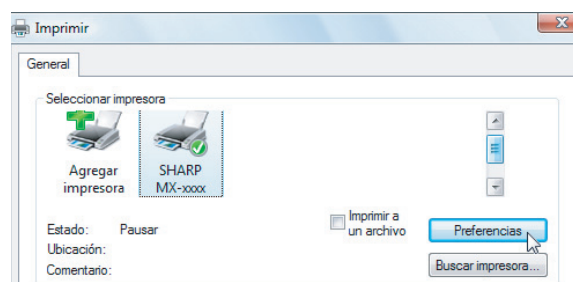 Imprimir
General
Seleccionar impresora
Agregar
impresora
SHARP
MX-xxxx
Imprimir a
un archivo
Estado: Pausar
Preferencias
Ubicación:
Comentario:
Buscar impresora...